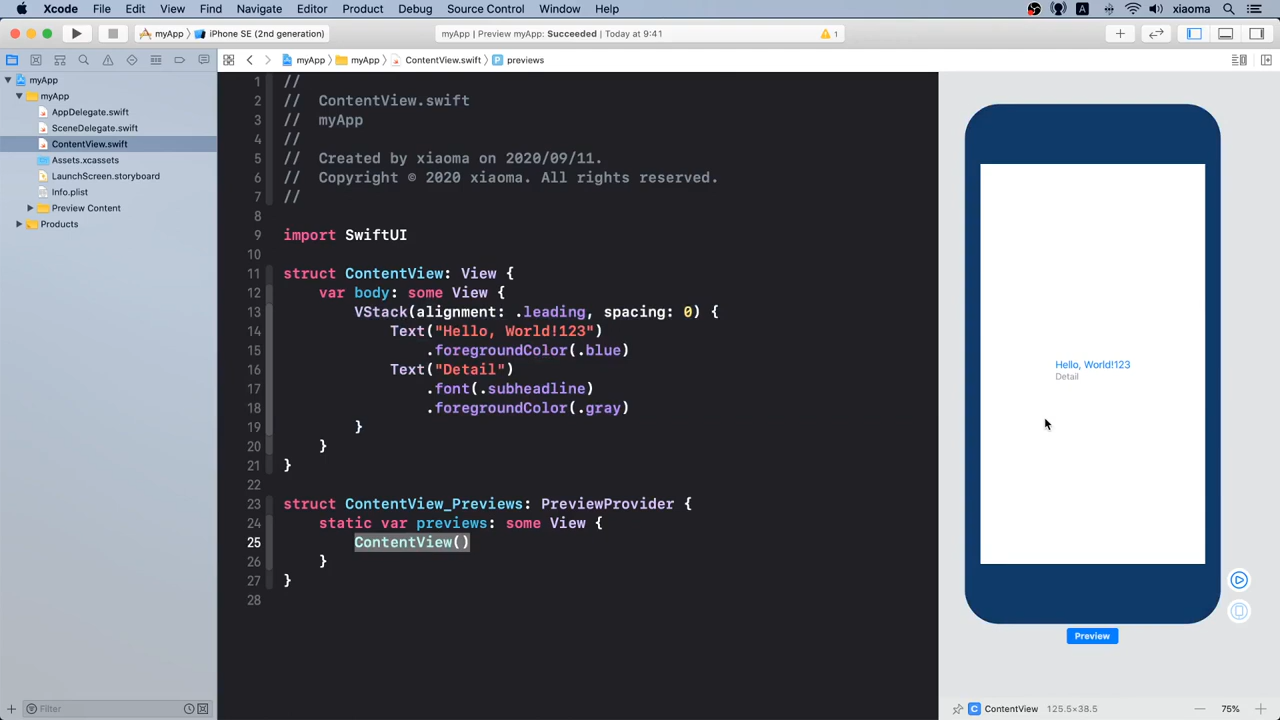 Xcode File Edit View Find Navigate Editor Product Debug Source Control Window Help A xiaoma
myApp iPhone SE (2nd generation) myApp | Preview myApp: Succeeded | Today at 9:41 1
myApp myApp ContentView.swift P previews
myApp
myApp
AppDelegate.swift
SceneDelegate.swift
ContentView.swift
Assets.xcassets
LaunchScreen.storyboard
Info.plist
Preview Content
Products
1 //
2 // ContentView.swift
3 // myApp
4 //
5 // Created by xiaoma on 2020/09/11.
6 // Copyright © 2020 xiaoma. All rights reserved.
7 //
8
9 import SwiftUI
10
11 struct ContentView: View {
12 var body: some View {
13 VStack(alignment: .leading, spacing: 0) {
14 Text("Hello, World!123")
15 .foregroundColor(.blue)
16 Text("Detail")
17 .font(.subheadline)
18 .foregroundColor(.gray)
19 }
20 }
21 }
22
23 struct ContentView_Previews: PreviewProvider {
24 static var previews: some View {
25 ContentView()
26 }
27 }
28
Hello, World!123
Detail
Preview
Filter
C ContentView 125.5×38.5 75%